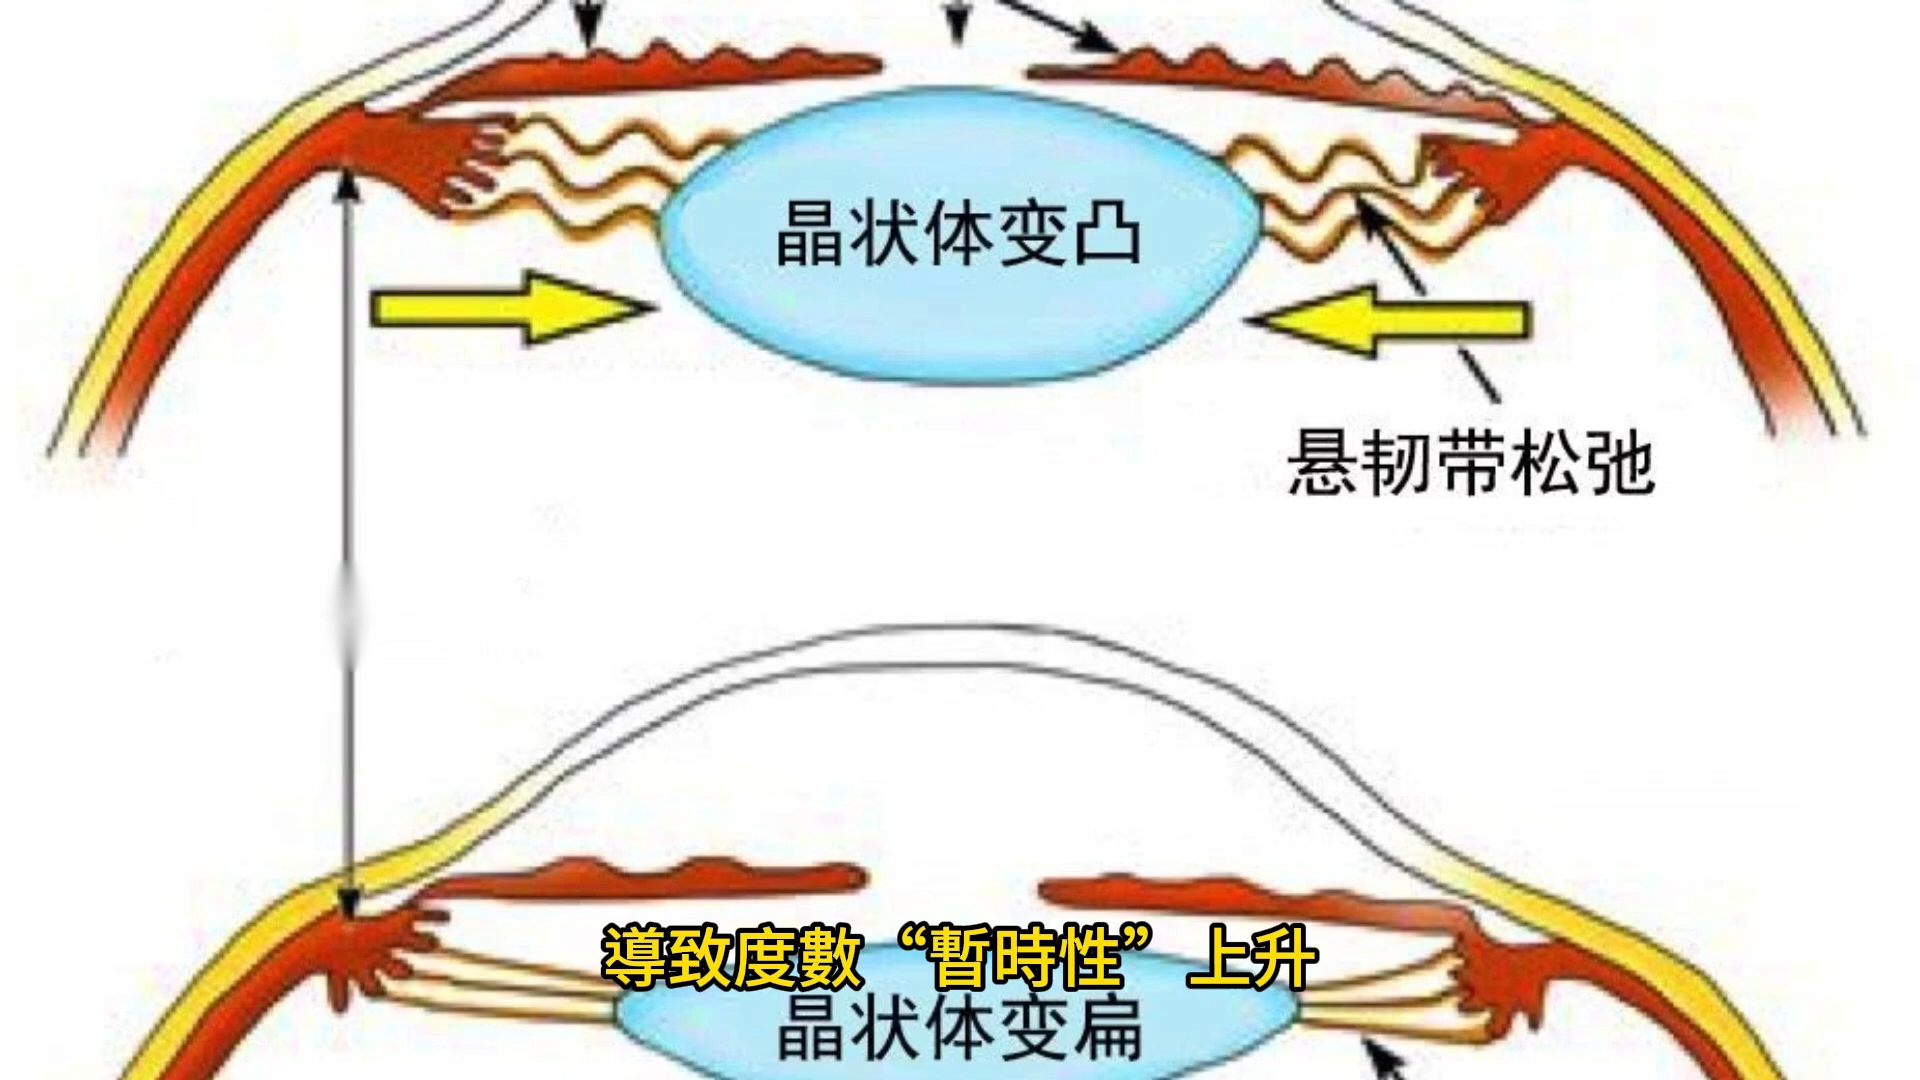 晶状体变凸
悬韧带松弛
導致度數“暫時性” 上升
晶状体变扁